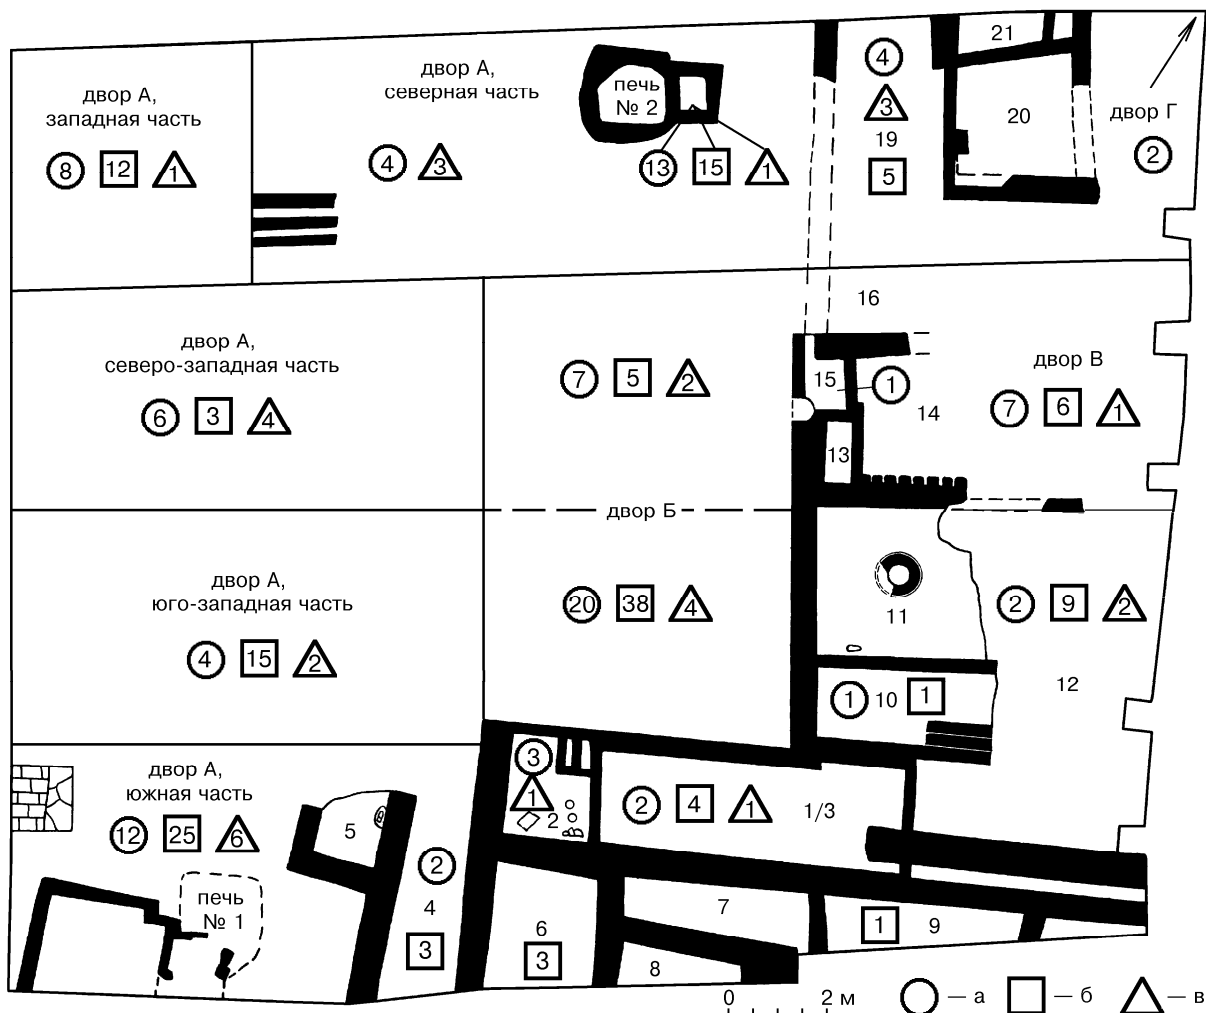 21
двор А,
западная часть
8 12 1
двор А,
северная часть
4 3
печь
№ 2
13 15 1
4
3
19
5
20
двор Г
2
16
двор А,
северо-западная часть
6 3 4
7 5 2
15
1
14
13
двор В
7 6 1
двор Б
двор А,
юго-западная часть
4 15 2
20 38 4
11
2 9 2
12
1 10 1
двор А,
южная часть
12 25 6
печь
№ 1
5
2
4
3
3
1
2
2 4 1 1/3
6
3
7
8
1 9
0 2 м
— а — б — в